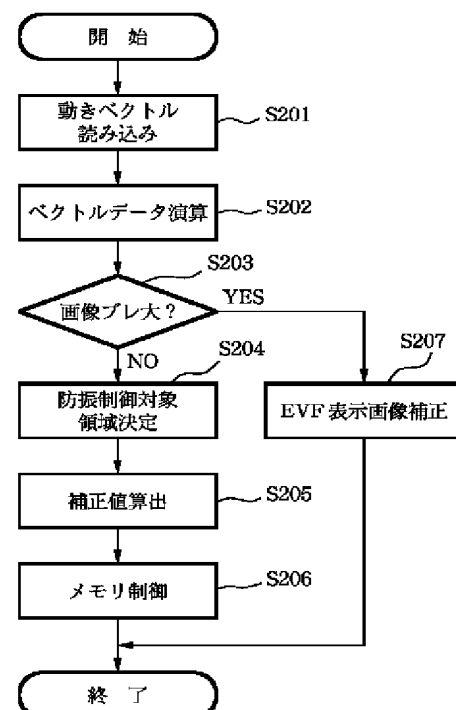 開 始
動きベクトル
読み込み
S201
ベクトルデータ演算
S202
S203
画像ブレ大?
YES
NO
S204
防振制御対象
領域決定
S207
EVF 表示画像補正
補正値算出
S205
メモリ制御
S206
終 了